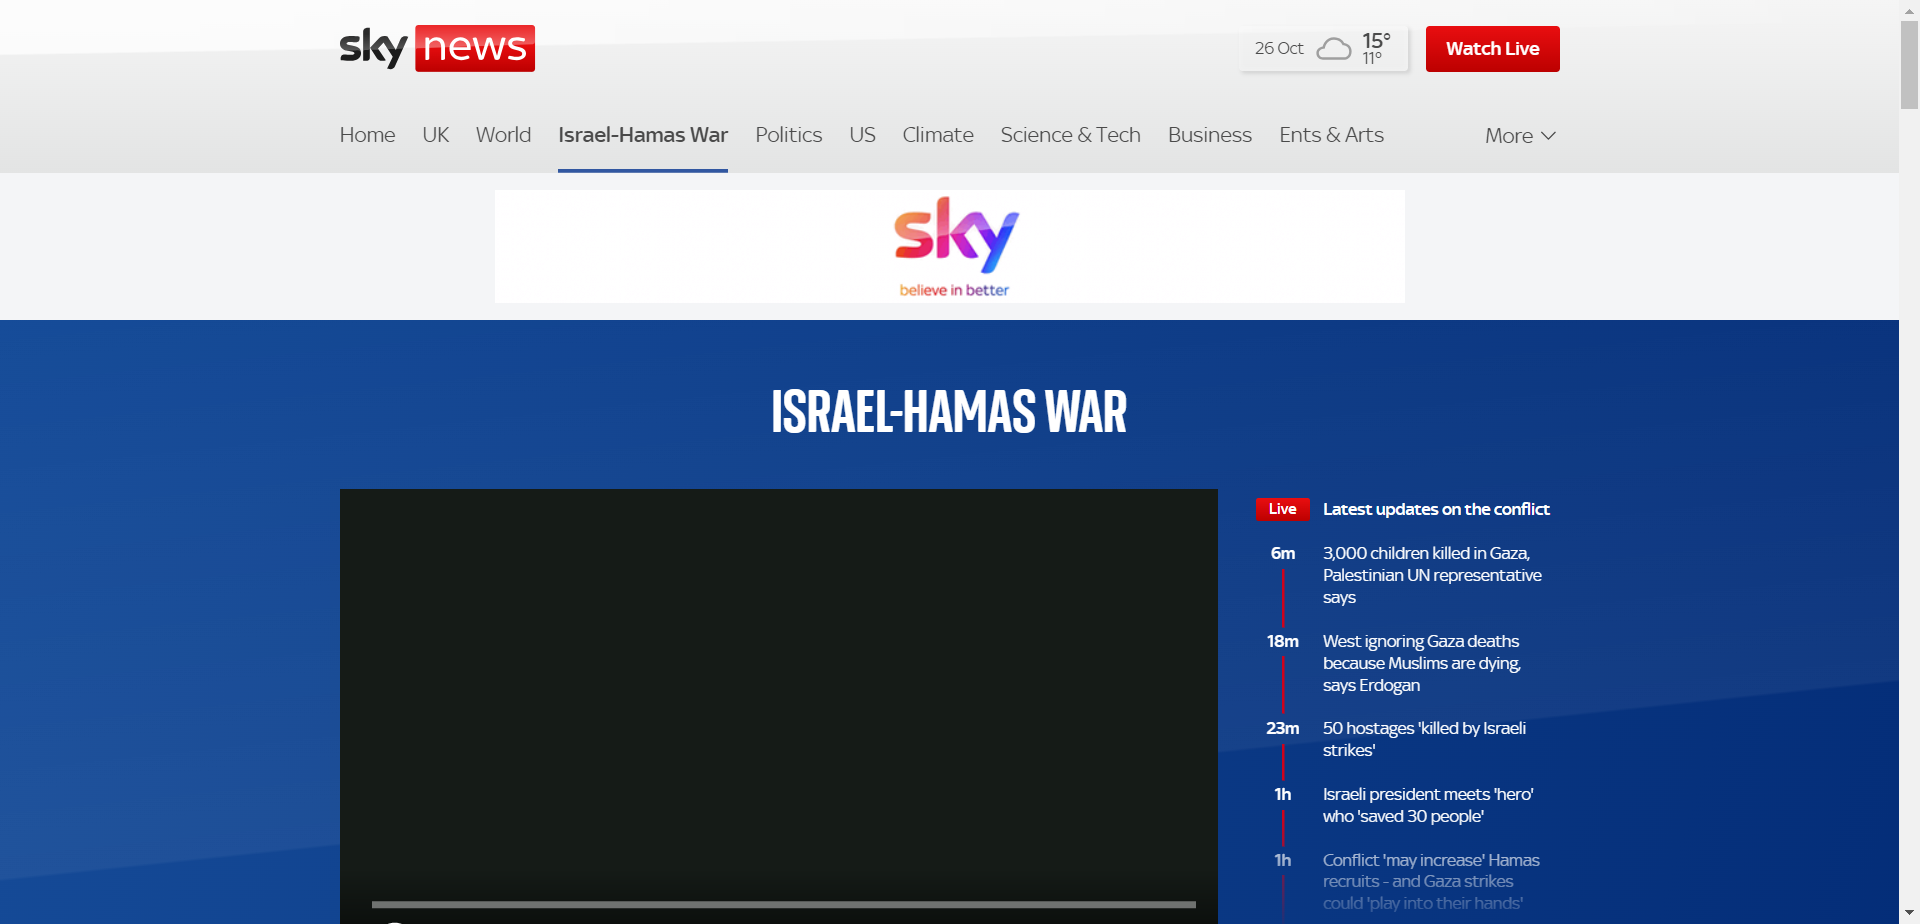 sky news
26 Oct 15° 11°
Watch Live
Home UK World Israel-Hamas War Politics US Climate Science & Tech Business Ents & Arts More
sky
believe in better
ISRAEL-HAMAS WAR
Live Latest updates on the conflict
6m 3,000 children killed in Gaza,
Palestinian UN representative
says
18m West ignoring Gaza deaths
because Muslims are dying,
says Erdogan
23m 50 hostages 'killed by Israeli
strikes'
1h Israeli president meets 'hero'
who 'saved 30 people'
1h Conflict 'may increase' Hamas
recruits - and Gaza strikes
could 'play into their hands'